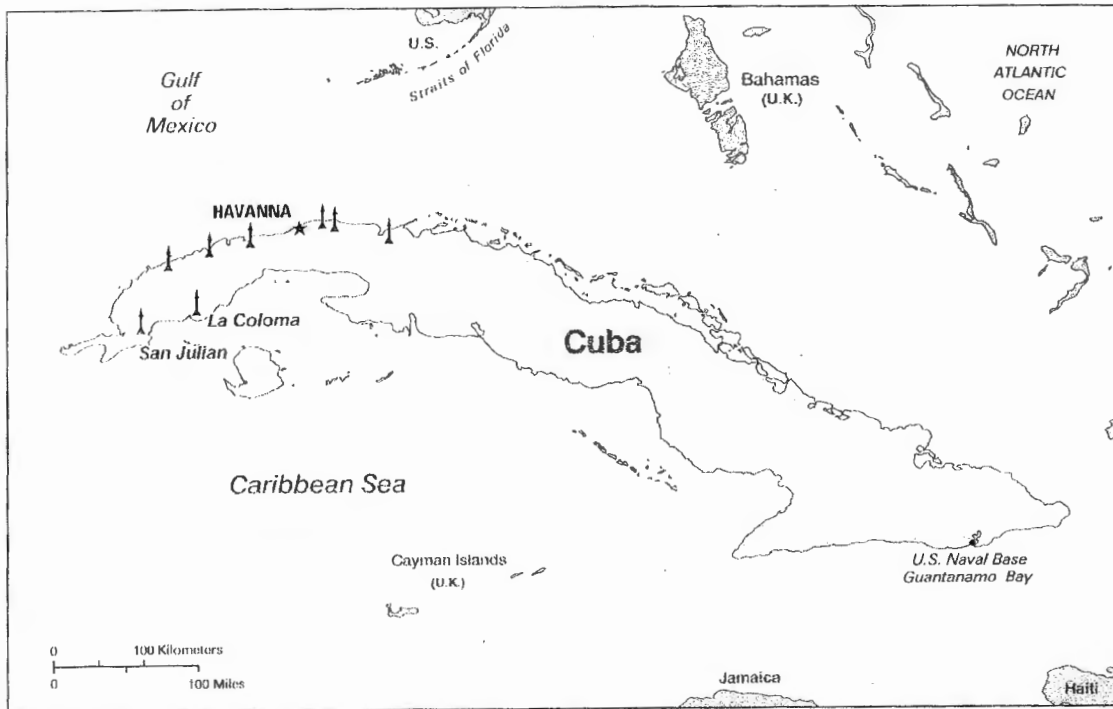 U.S.
Straits of Florida
Gulf
of
Mexico
Bahamas
(U.K.)
NORTH
ATLANTIC
OCEAN
HAVANNA
La Coloma
San Julian
Cuba
Caribbean Sea
Cayman Islands
(U.K.)
U.S. Naval Base
Guantanamo Bay
0 100 Kilometers
0 100 Miles
Jamaica
Haiti